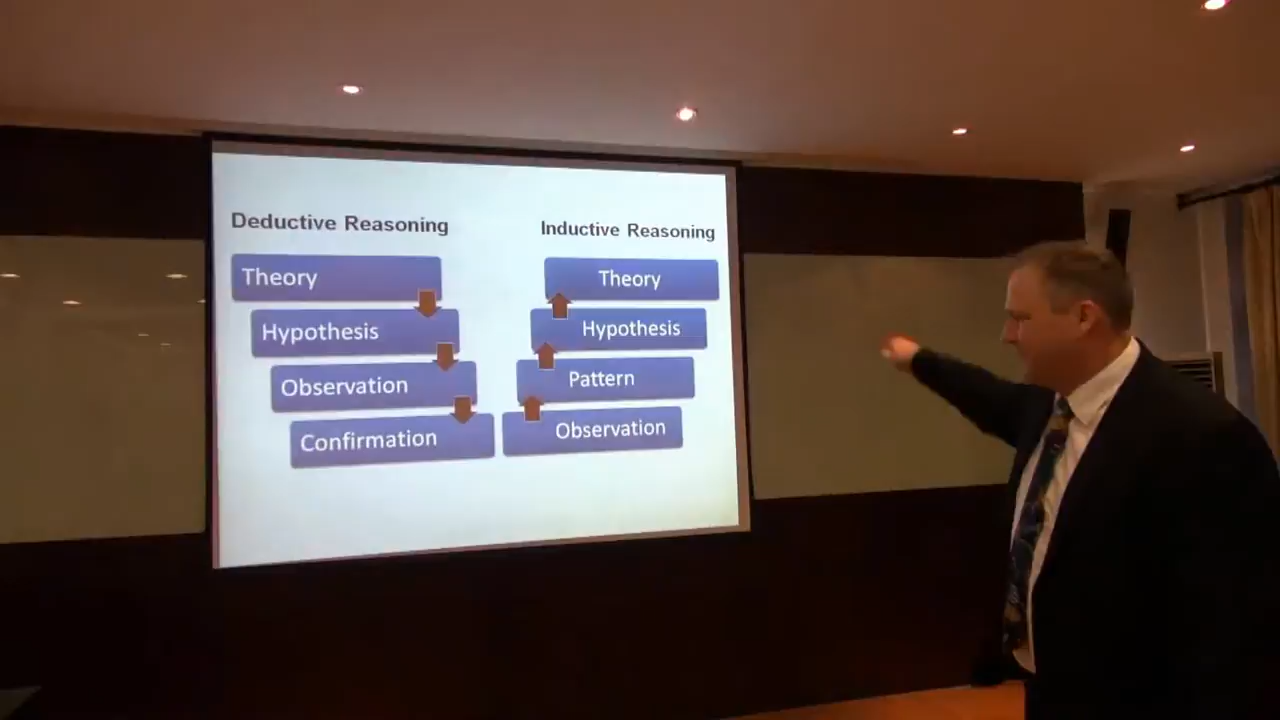 Deductive Reasoning
Theory
Hypothesis
Observation
Confirmation
Inductive Reasoning
Theory
Hypothesis
Pattern
Observation